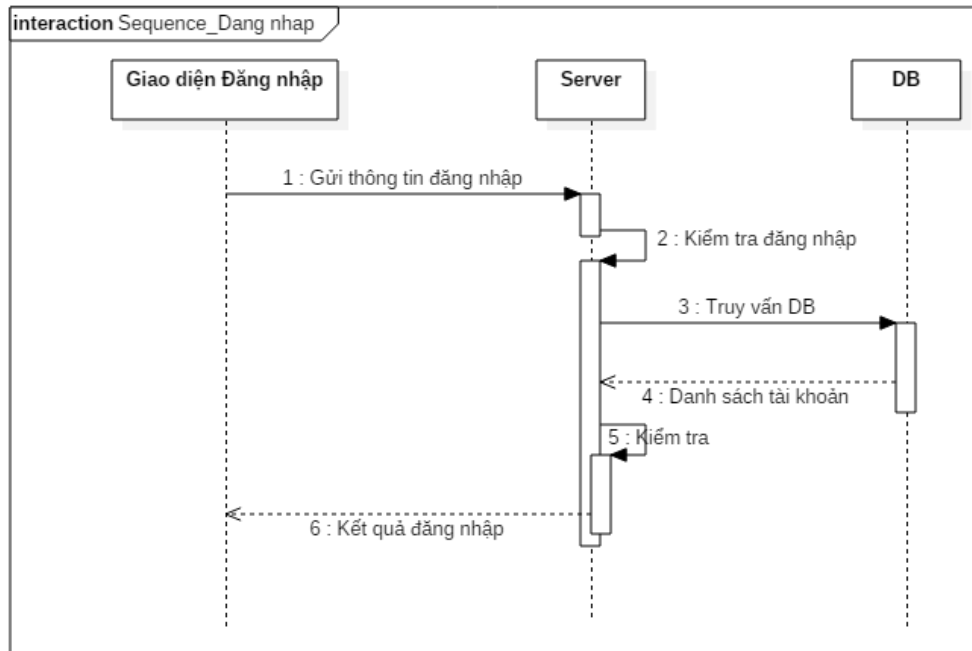 interaction Sequence_Dang nhap
Giao diện Đăng nhập
Server
DB
1 : Gửi thông tin đăng nhập
2 : Kiểm tra đăng nhập
3 : Truy vấn DB
4 : Danh sách tài khoản
5 : Kiểm tra
6 : Kết quả đăng nhập